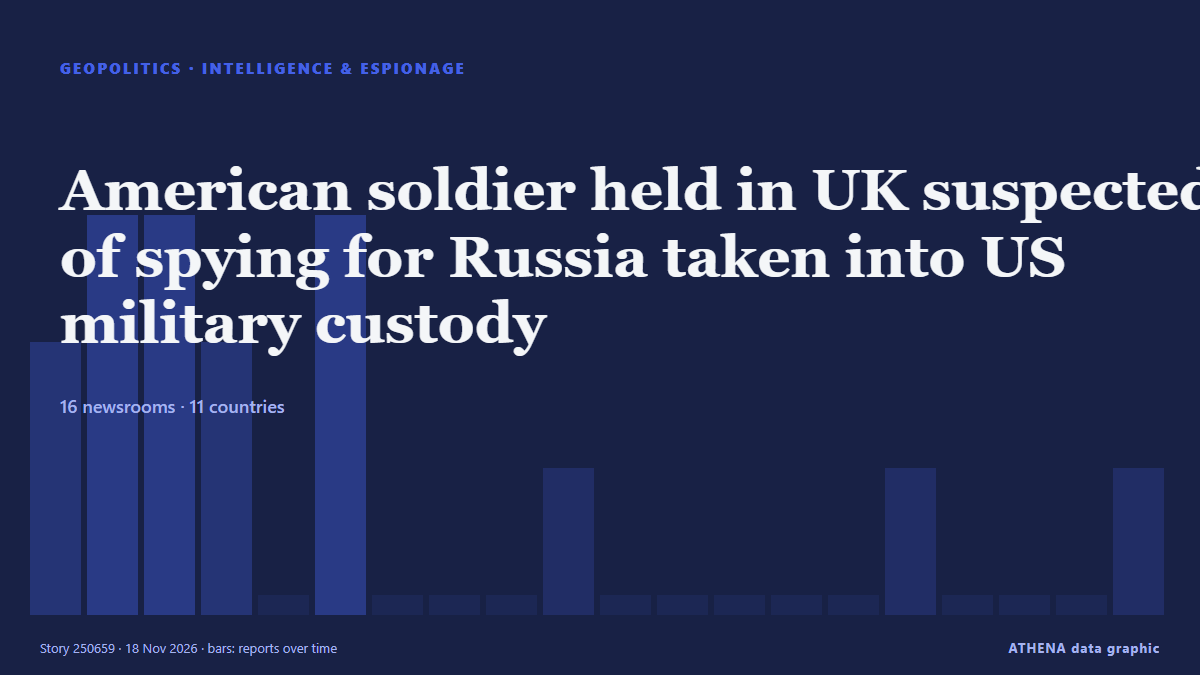 GEOPOLITICS · INTELLIGENCE & ESPIONAGE
American soldier held in UK suspected
of spying for Russia taken into US
military custody
16 newsrooms · 11 countries
Story 250659 · 18 Nov 2026 · bars: reports over time
ATHENA data graphic